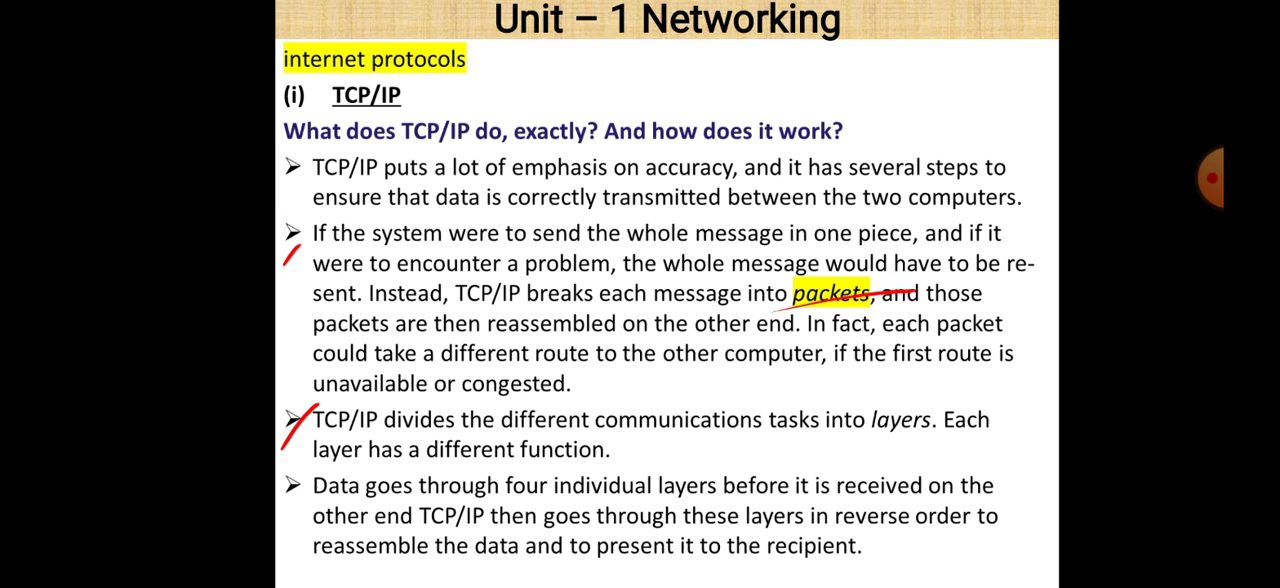 Unit – 1 Networking
internet protocols
(i) TCP/IP
What does TCP/IP do, exactly? And how does it work?
➢ TCP/IP puts a lot of emphasis on accuracy, and it has several steps to
ensure that data is correctly transmitted between the two computers.
➢ If the system were to send the whole message in one piece, and if it
were to encounter a problem, the whole message would have to be re-
sent. Instead, TCP/IP breaks each message into packets, and those
packets are then reassembled on the other end. In fact, each packet
could take a different route to the other computer, if the first route is
unavailable or congested.
➢ TCP/IP divides the different communications tasks into layers. Each
layer has a different function.
➢ Data goes through four individual layers before it is received on the
other end TCP/IP then goes through these layers in reverse order to
reassemble the data and to present it to the recipient.